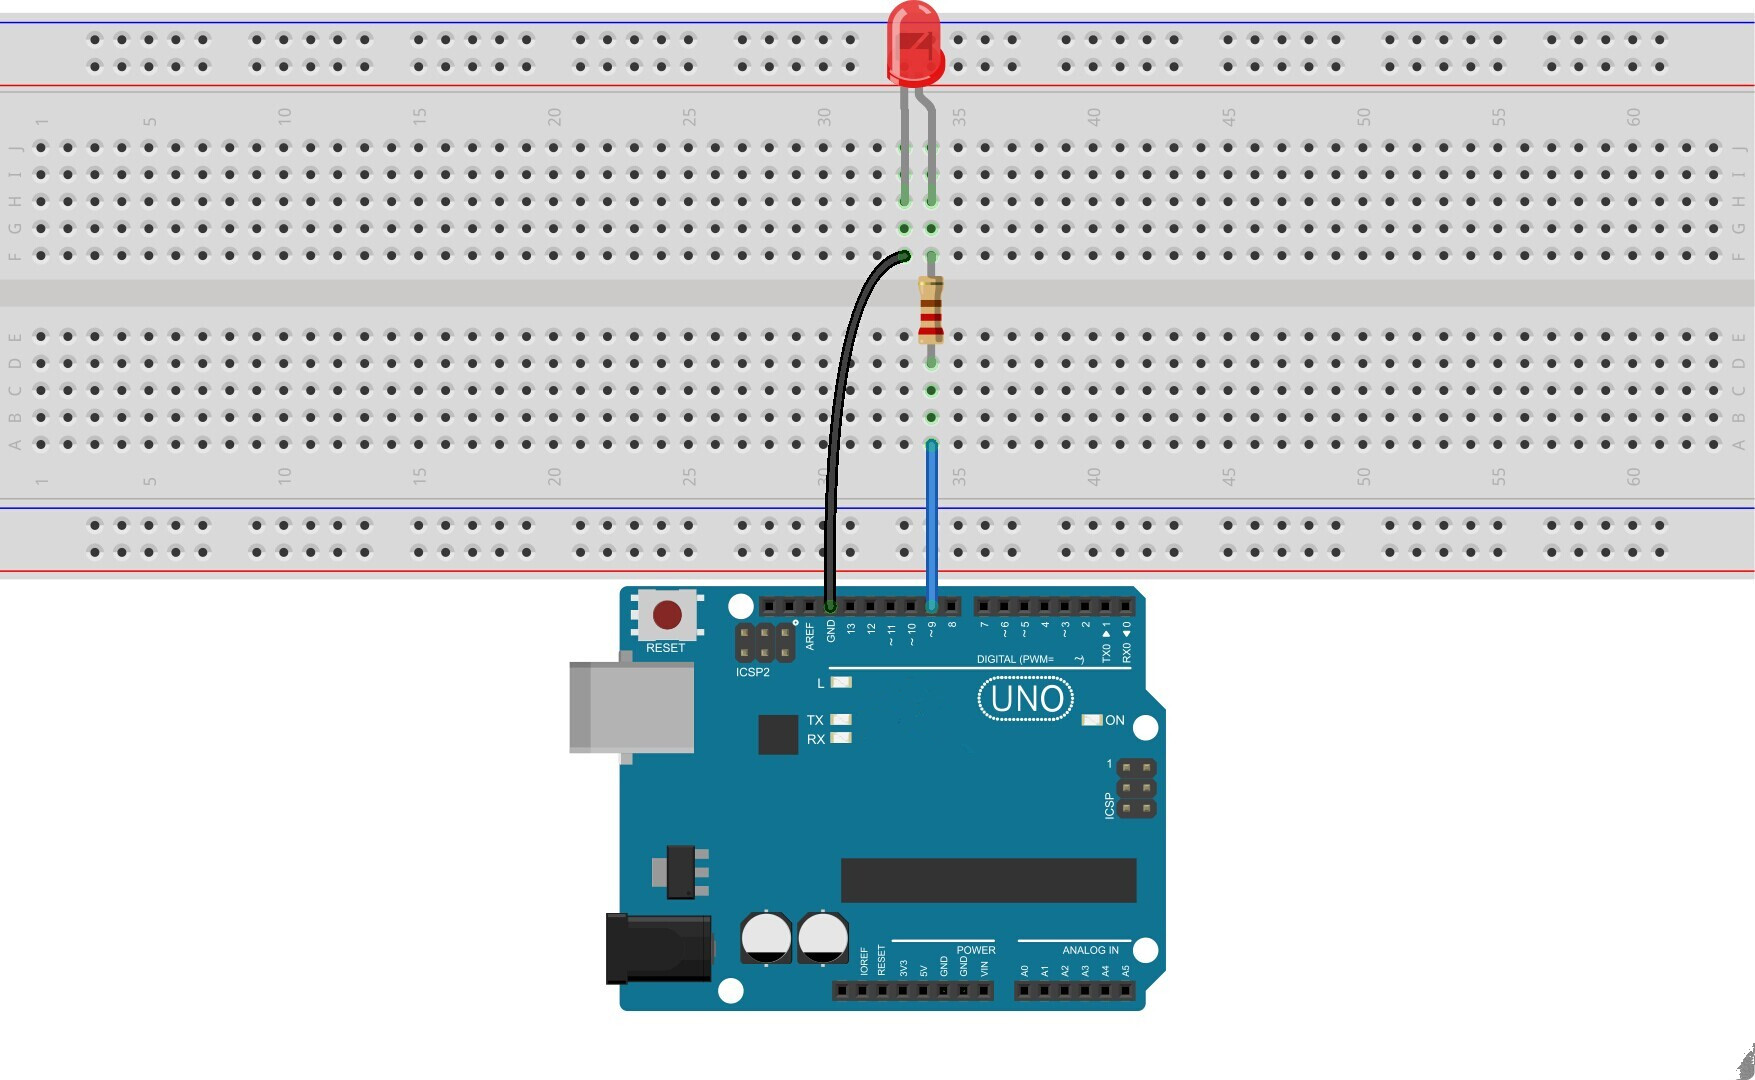 1 5 10 15 20 25 30 35 40 45 50 55 60
J J
I I
H H
G G
F F
E E
D D
C C
B B
A A
1 5 10 15 20 25 30 35 40 45 50 55 60
AREF GND 13 12 ~11 ~10 ~9 8 7 ~6 ~5 4 ~3 2 TX0▶1 RX0◀0
RESET
ICSP2
DIGITAL (PWM= ~)
L
UNO
TX
RX
ON
1
ICSP
POWER ANALOG IN
IOREF RESET 3V3 5V GND GND VIN A0 A1 A2 A3 A4 A5